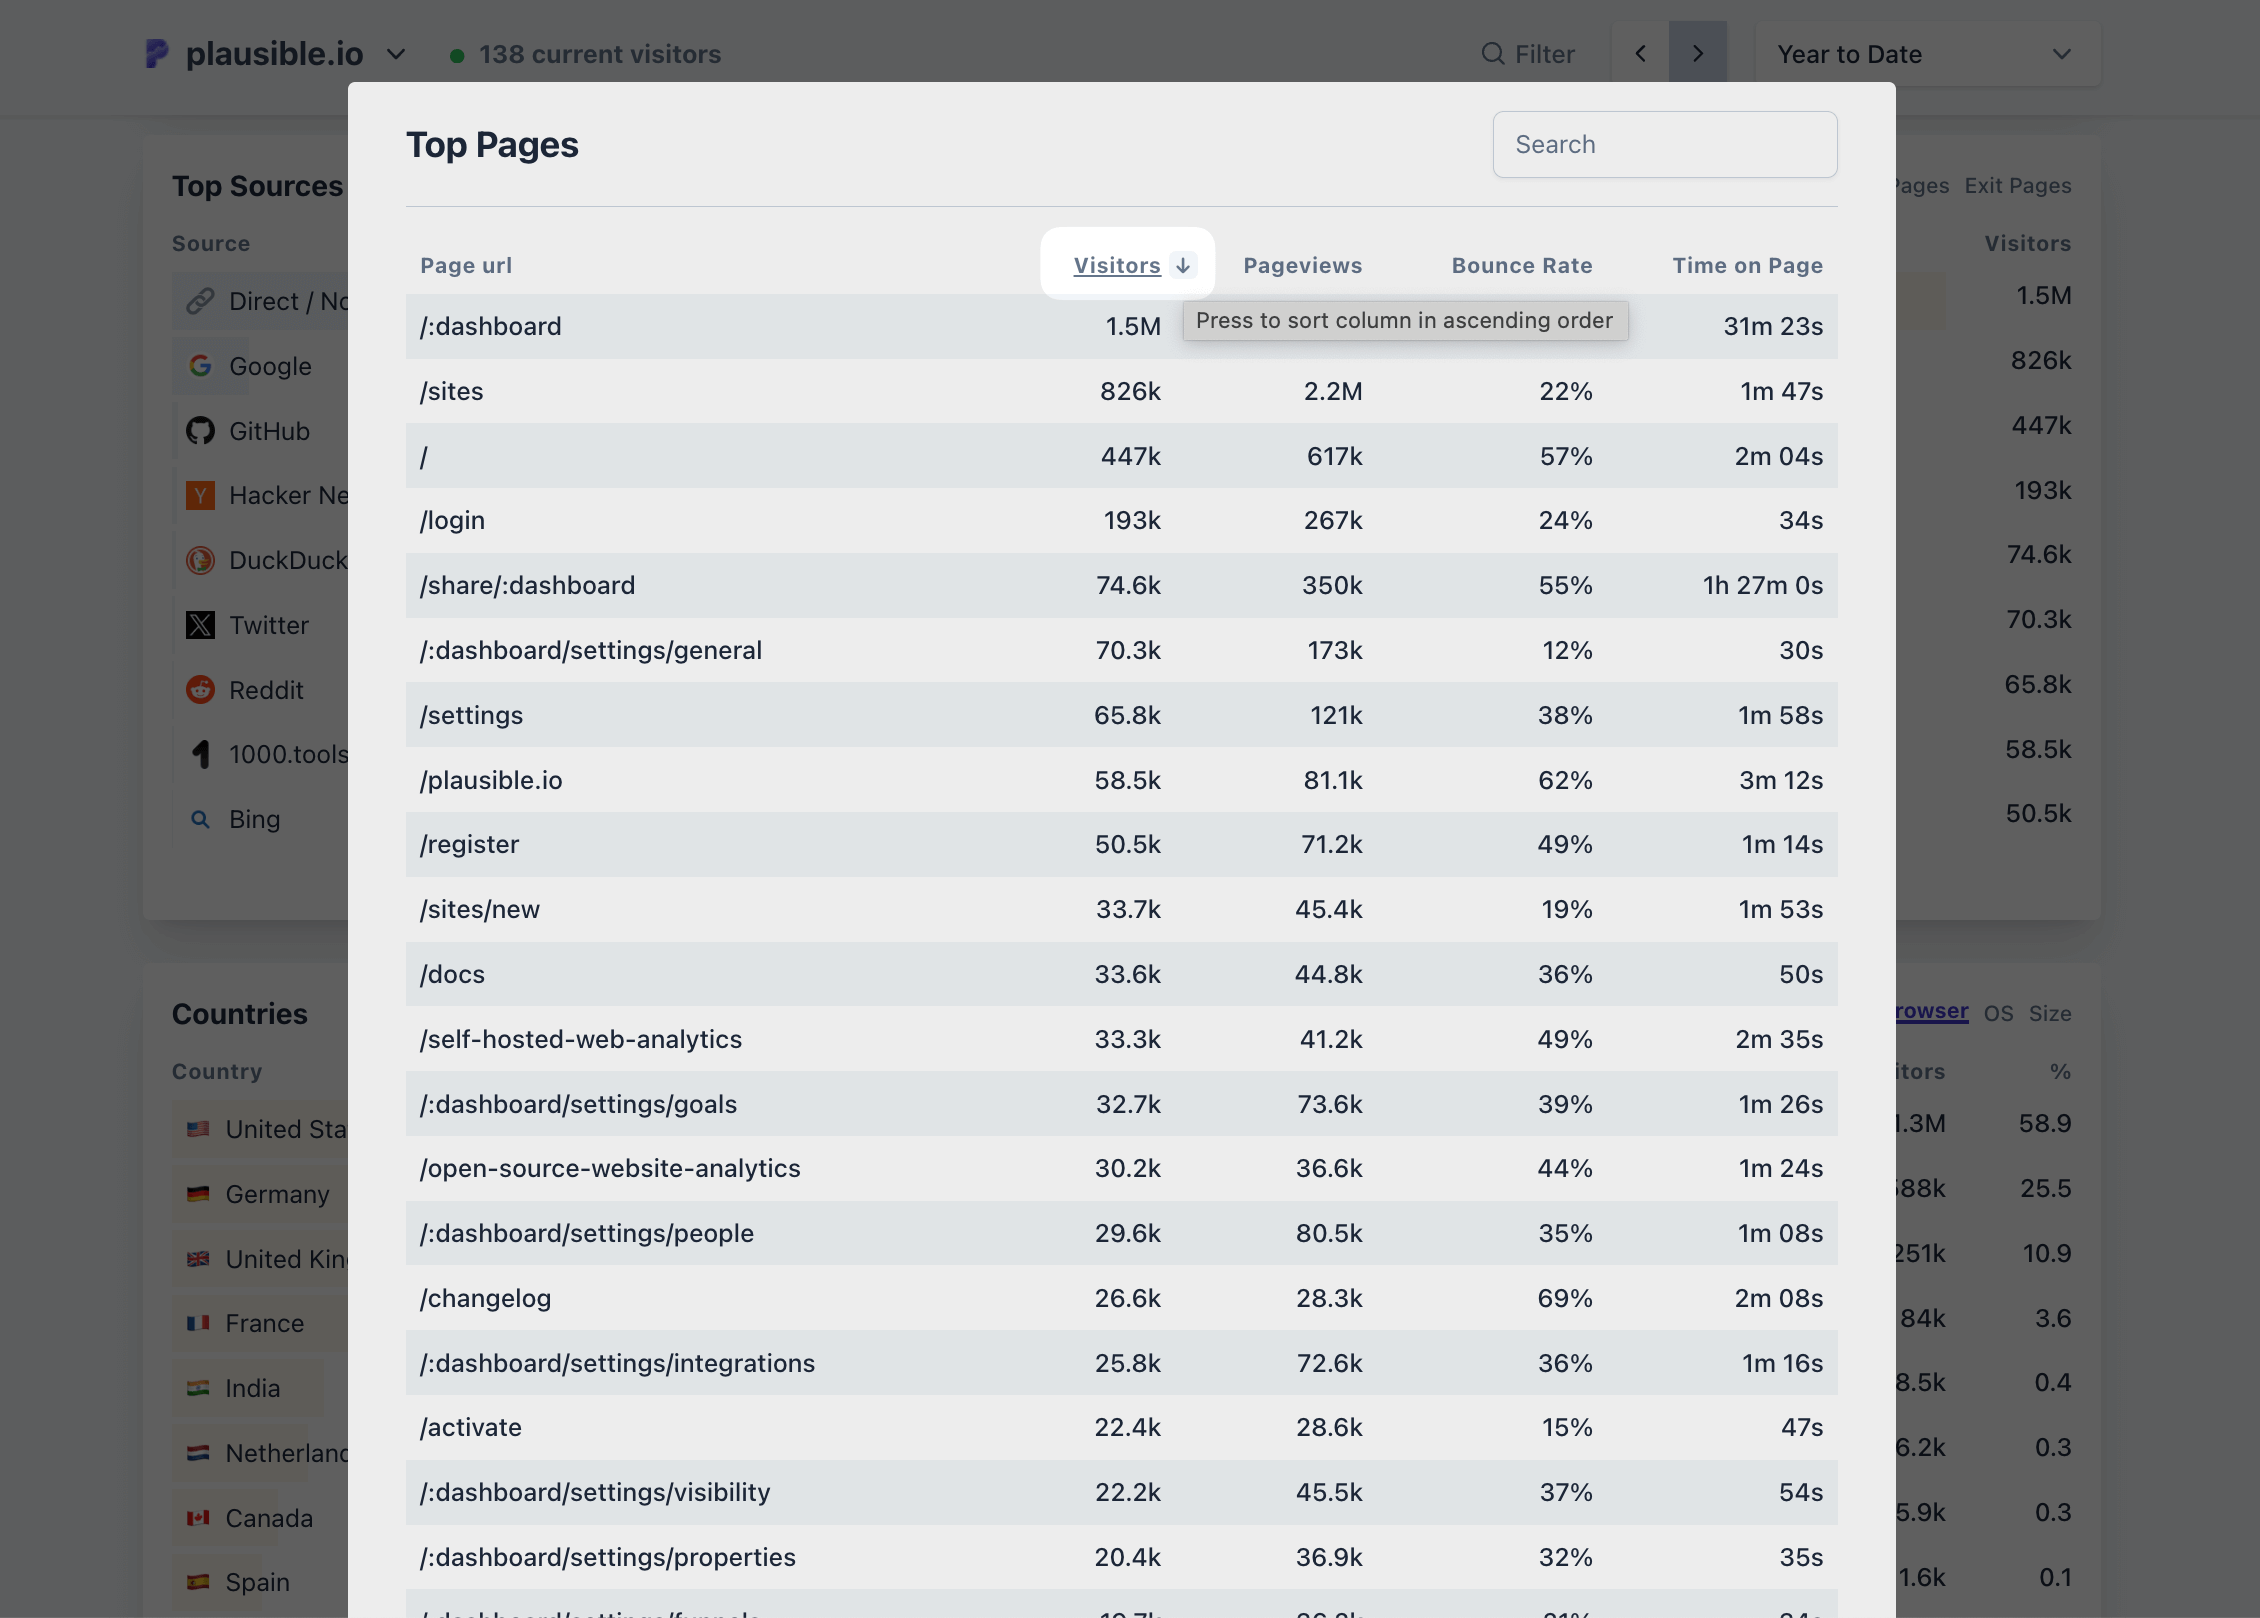 plausible.io
138 current visitors
Filter
Year to Date
Top Pages
Search
Top Sources
Pages Exit Pages
Source
Visitors
Page url Visitors Pageviews Bounce Rate Time on Page
Press to sort column in ascending order
/:dashboard 1.5M 31m 23s
/sites 826k 2.2M 22% 1m 47s
/ 447k 617k 57% 2m 04s
/login 193k 267k 24% 34s
/share/:dashboard 74.6k 350k 55% 1h 27m 0s
/:dashboard/settings/general 70.3k 173k 12% 30s
/settings 65.8k 121k 38% 1m 58s
/plausible.io 58.5k 81.1k 62% 3m 12s
/register 50.5k 71.2k 49% 1m 14s
/sites/new 33.7k 45.4k 19% 1m 53s
/docs 33.6k 44.8k 36% 50s
/self-hosted-web-analytics 33.3k 41.2k 49% 2m 35s
/:dashboard/settings/goals 32.7k 73.6k 39% 1m 26s
/open-source-website-analytics 30.2k 36.6k 44% 1m 24s
/:dashboard/settings/people 29.6k 80.5k 35% 1m 08s
/changelog 26.6k 28.3k 69% 2m 08s
/:dashboard/settings/integrations 25.8k 72.6k 36% 1m 16s
/activate 22.4k 28.6k 15% 47s
/:dashboard/settings/visibility 22.2k 45.5k 37% 54s
/:dashboard/settings/properties 20.4k 36.9k 32% 35s
Direct / No
Google
GitHub
Hacker Ne
DuckDuck
Twitter
Reddit
1000.tools
Bing
1.5M
826k
447k
193k
74.6k
70.3k
65.8k
58.5k
50.5k
Countries
Country
United Sta
Germany
United Kin
France
India
Netherland
Canada
Spain
rowser OS Size
itors %
1.3M 58.9
588k 25.5
251k 10.9
84k 3.6
8.5k 0.4
6.2k 0.3
5.9k 0.3
1.6k 0.1